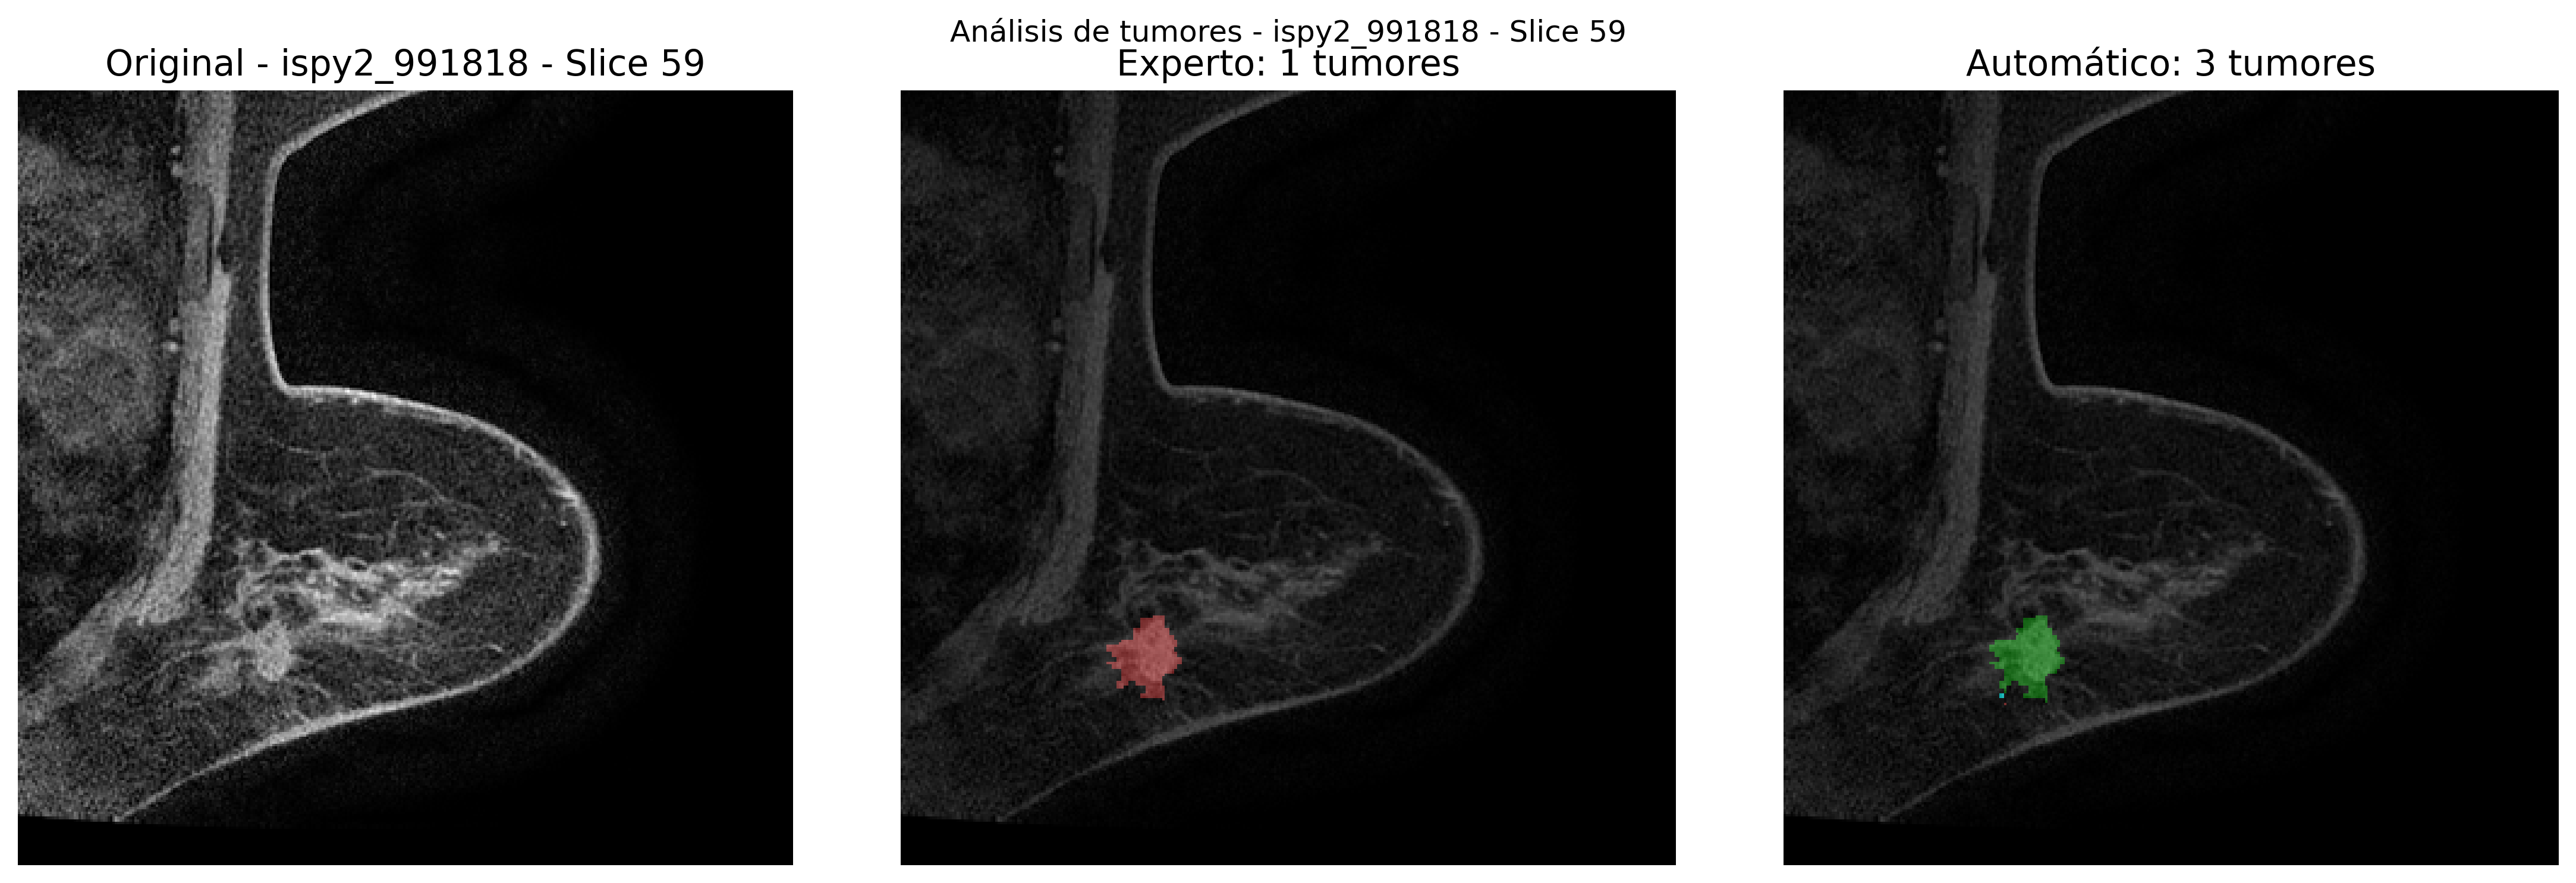 Análisis de tumores - ispy2_991818 - Slice 59
Original - ispy2_991818 - Slice 59
Experto: 1 tumores
Automático: 3 tumores